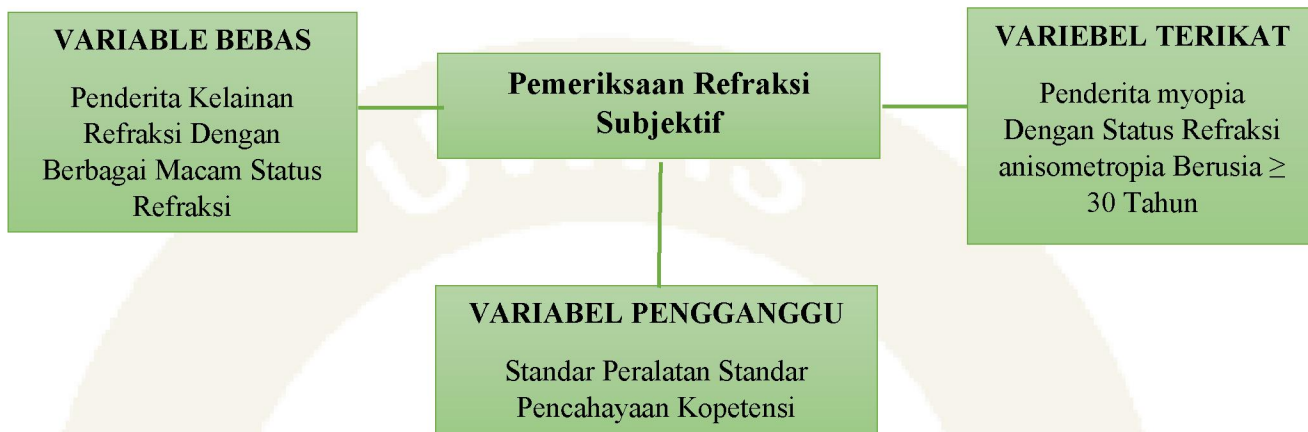 VARIABLE BEBAS
Penderita Kelainan
Refraksi Dengan
Berbagai Macam Status
Refraksi
Pemeriksaan Refraksi
Subjektif
VARIEBEL TERIKAT
Penderita myopia
Dengan Status Refraksi
anisometropia Berusia ≥
30 Tahun
VARIABEL PENGGANGGU
Standar Peralatan Standar
Pencahayaan Kopetensi